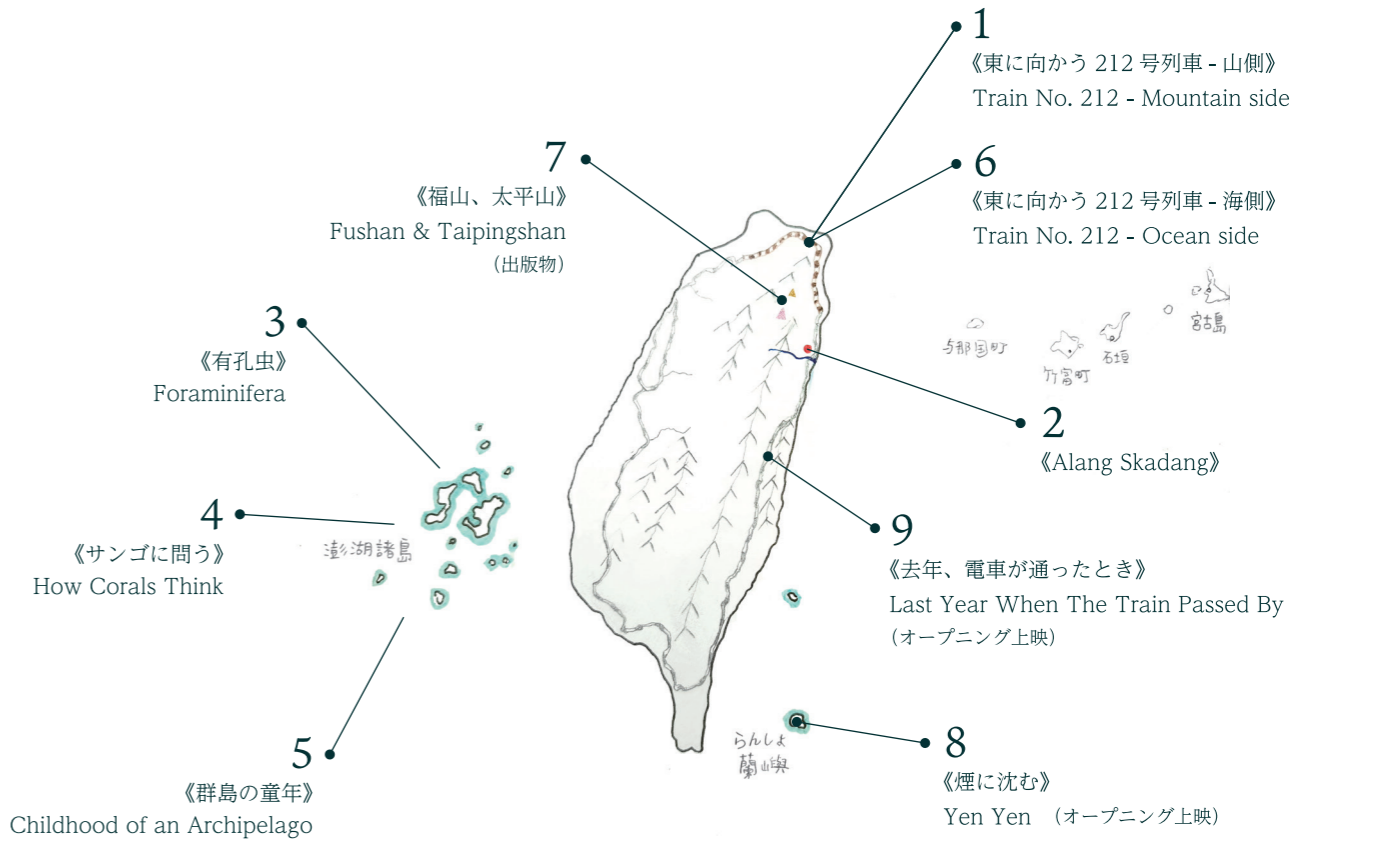 1
《東に向かう 212 号列車 - 山側》
Train No. 212 - Mountain side
7
《福山、太平山》
Fushan & Taipingshan
（出版物）
6
《東に向かう 212 号列車 - 海側》
Train No. 212 - Ocean side
3
《有孔虫》
Foraminifera
与那国町
竹富町
石垣
宮古島
2
《Alang Skadang》
4
《サンゴに問う》
How Corals Think
澎湖諸島
9
《去年、電車が通ったとき》
Last Year When The Train Passed By
（オープニング上映）
5
《群島の童年》
Childhood of an Archipelago
らんしょ
蘭山嶼
8
《煙に沈む》
Yen Yen （オープニング上映）